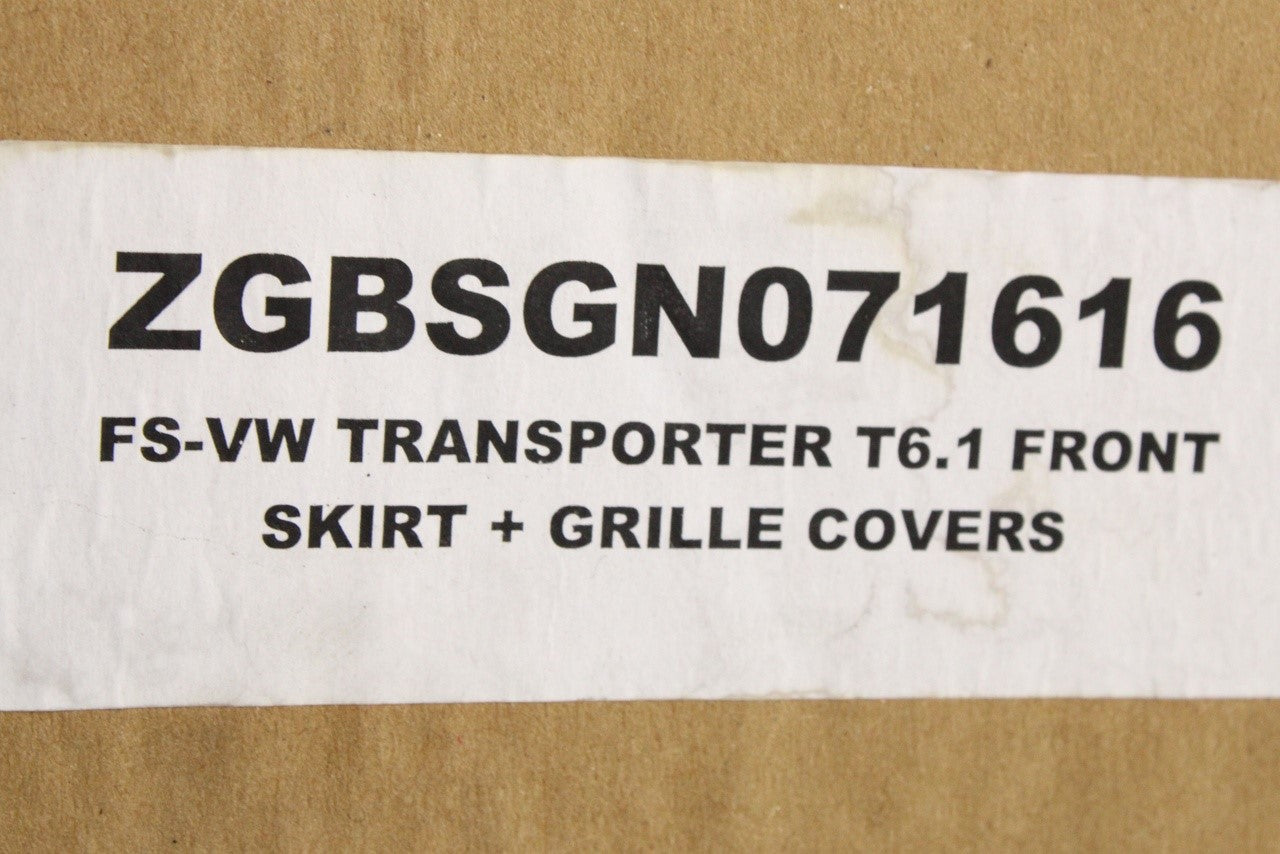 ZGBSGN071616
FS-VW TRANSPORTER T6.1 FRONT
SKIRT + GRILLE COVERS